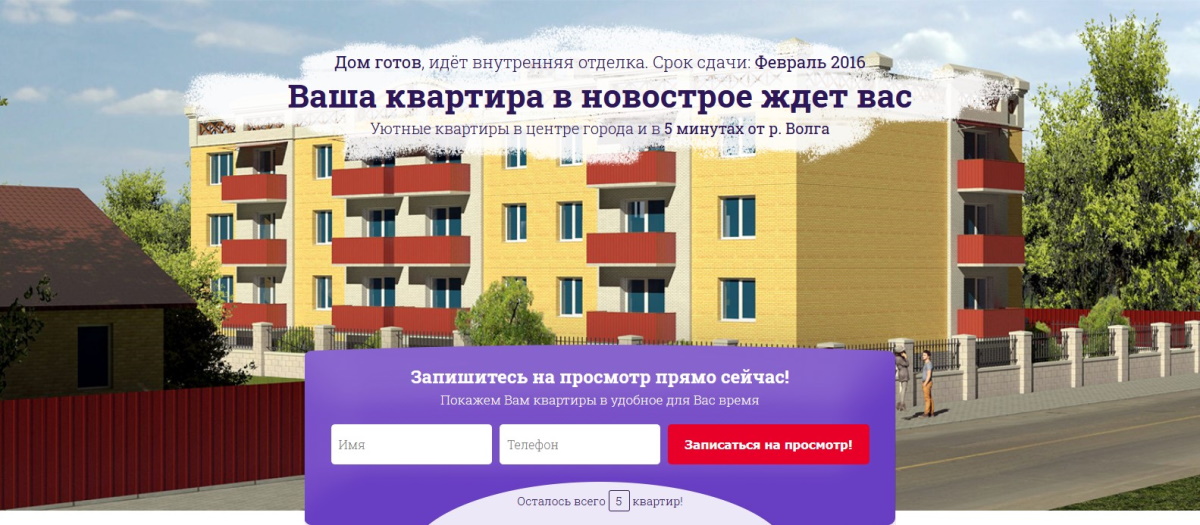 Дом готов, идёт внутренняя отделка. Срок сдачи: Февраль 2016
Ваша квартира в новострое ждет вас
Уютные квартиры в центре города и в 5 минутах от р. Волга
Запишитесь на просмотр прямо сейчас!
Покажем Вам квартиры в удобное для Вас время
Имя
Телефон
Записаться на просмотр!
Осталось всего 5 квартир!